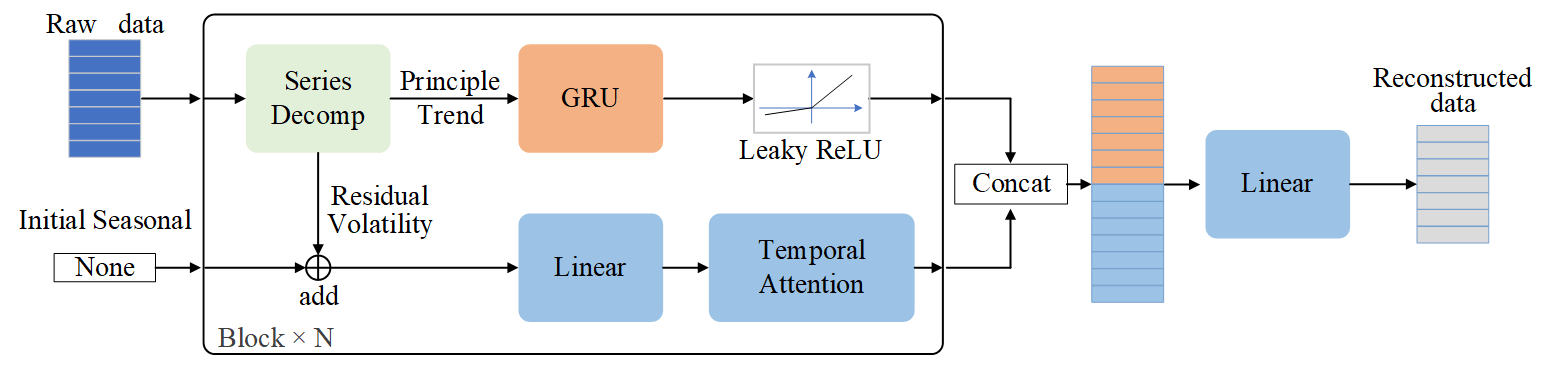 Raw data
Series
Decomp
Principle
Trend
GRU
Leaky ReLU
Residual
Volatility
Initial Seasonal
None
add
Linear
Temporal
Attention
Block × N
Concat
Linear
Reconstructed
data